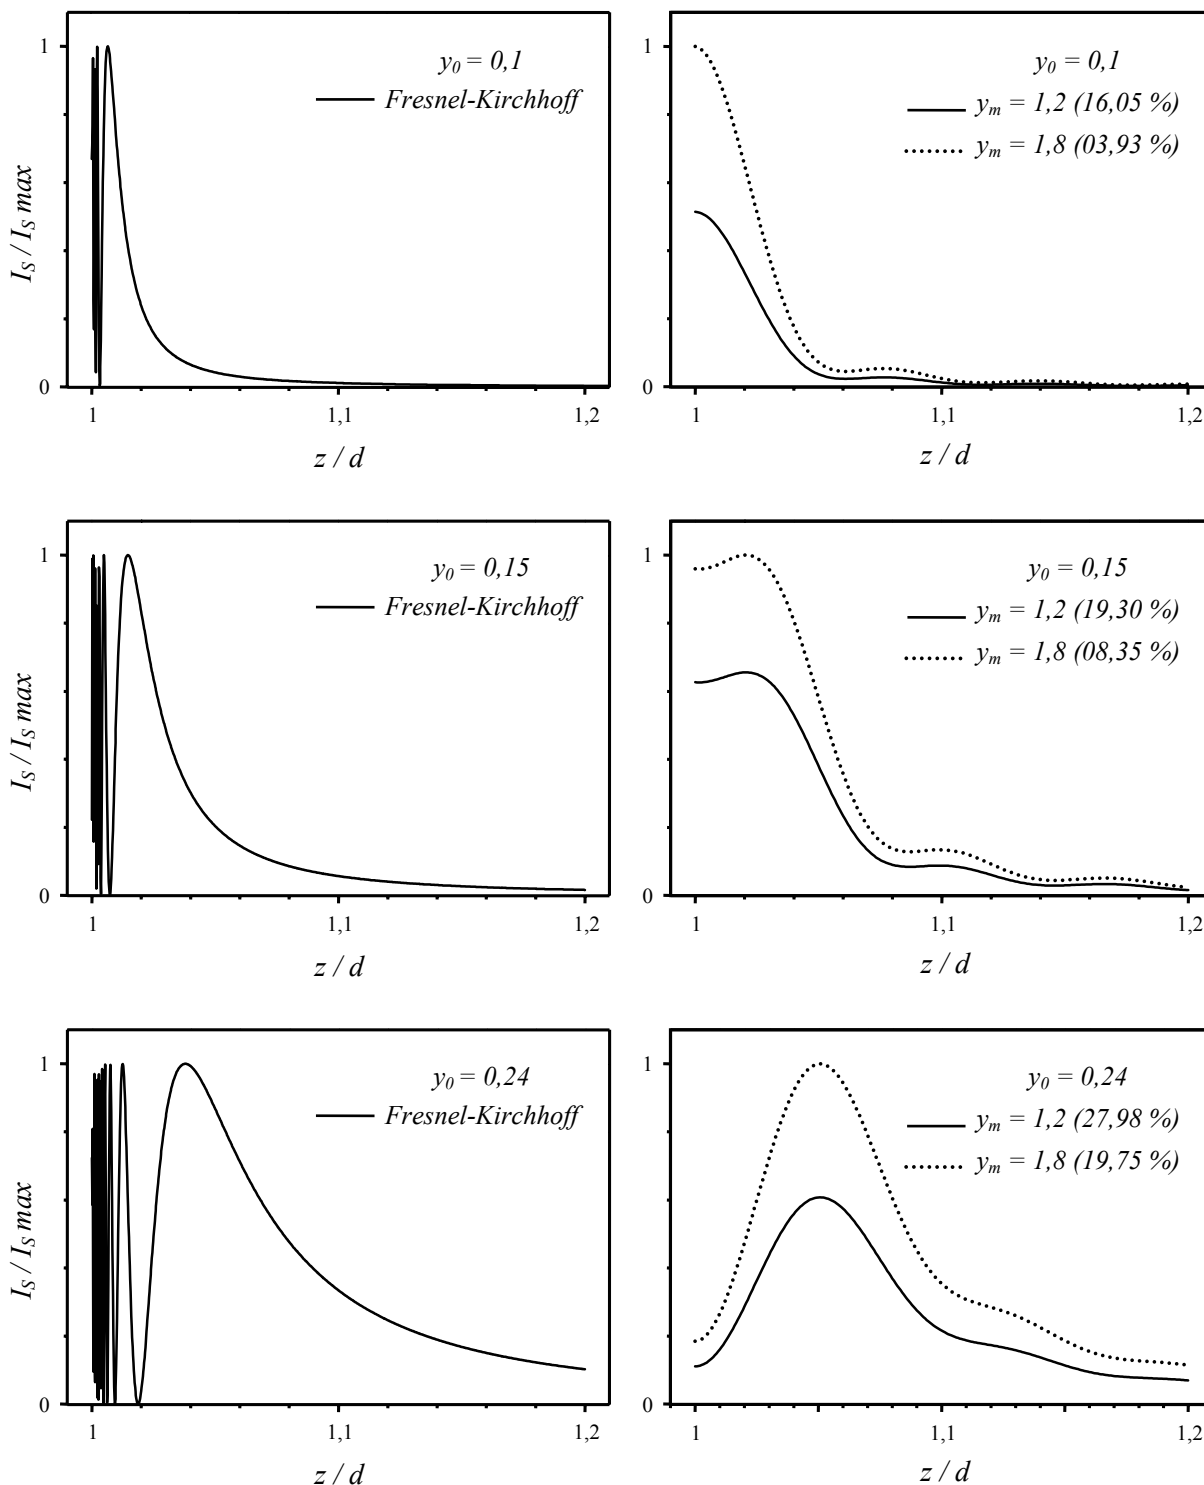 y0 = 0,1
Fresnel-Kirchhoff
1
0
IS / IS max
1
1,1
1,2
z / d
y0 = 0,1
ym = 1,2 (16,05 %)
ym = 1,8 (03,93 %)
1
0
1
1,1
1,2
z / d
y0 = 0,15
Fresnel-Kirchhoff
1
0
IS / IS max
1
1,1
1,2
z / d
y0 = 0,15
ym = 1,2 (19,30 %)
ym = 1,8 (08,35 %)
1
0
1
1,1
1,2
z / d
y0 = 0,24
Fresnel-Kirchhoff
1
0
IS / IS max
1
1,1
1,2
z / d
y0 = 0,24
ym = 1,2 (27,98 %)
ym = 1,8 (19,75 %)
1
0
1
1,1
1,2
z / d